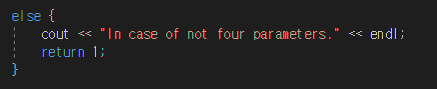 else {
cout << "In case of not four parameters." << endl;
return 1;
}